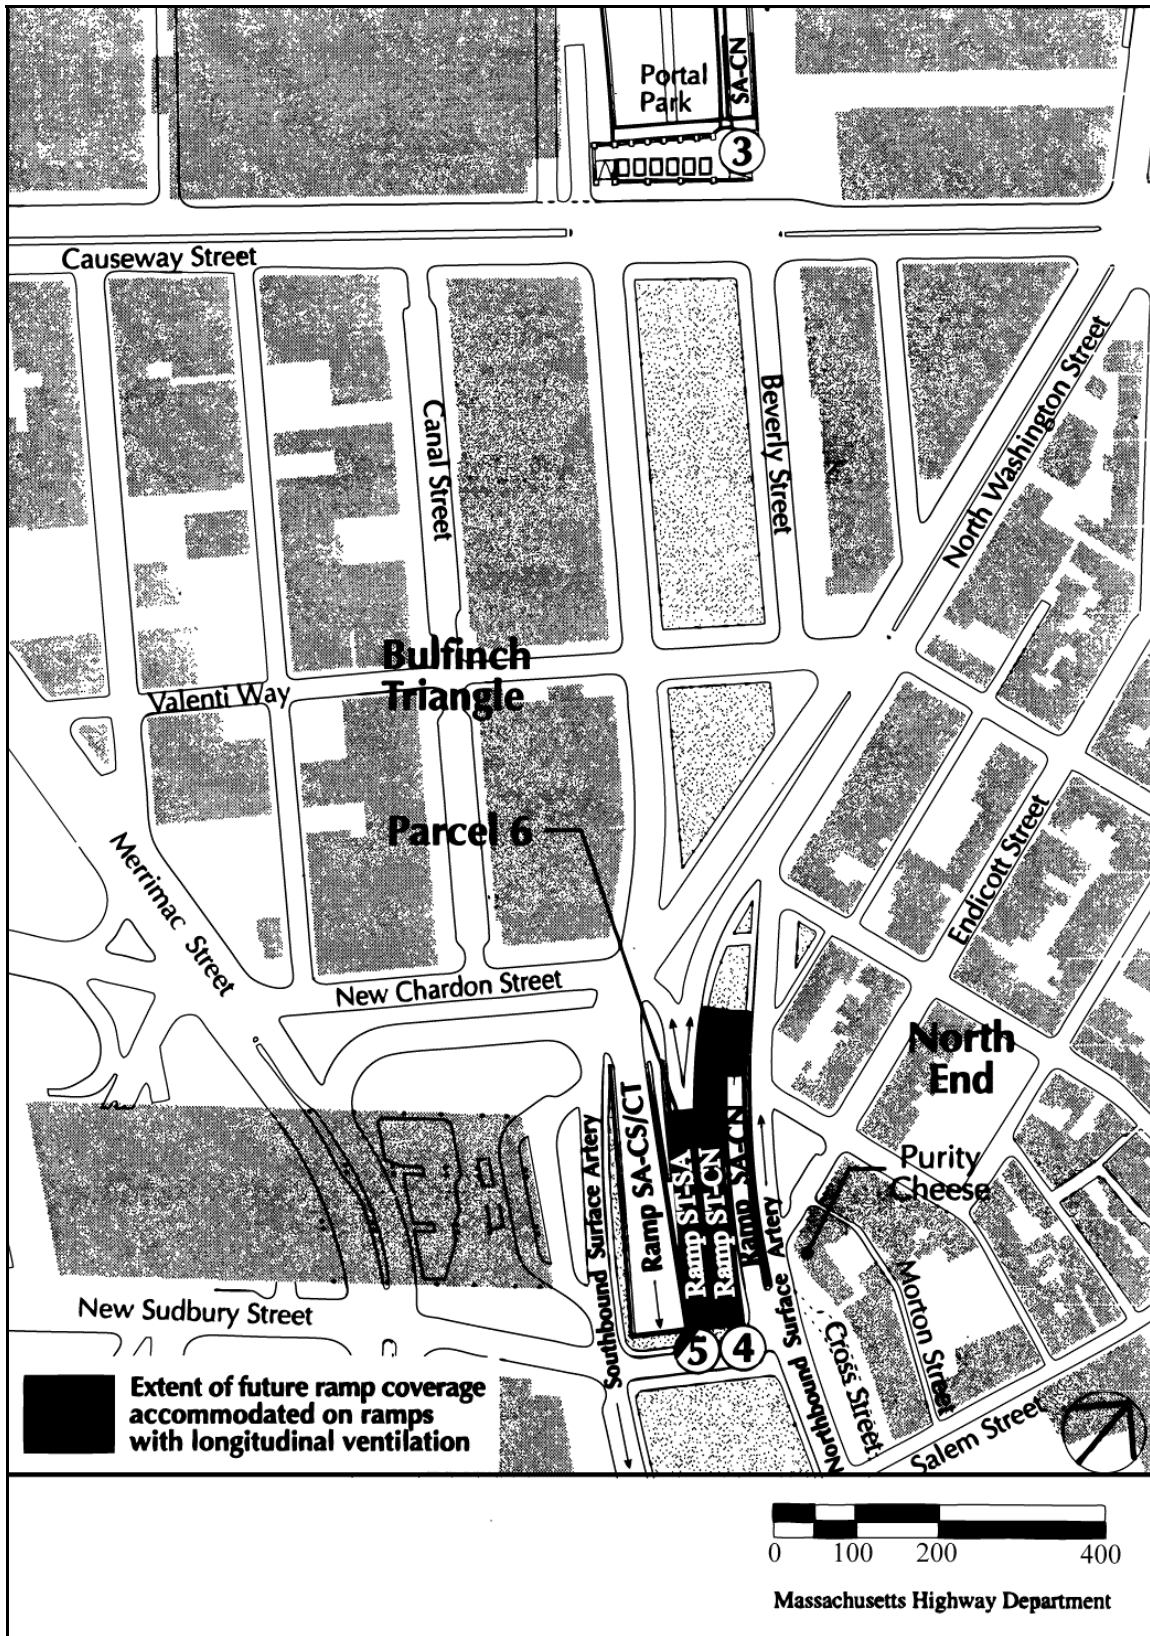 Portal
Park
SA-CN
3
Causeway Street
Canal Street
Beverly Street
North Washington Street
Bulfinch
Triangle
Valenti Way
Parcel 6
Merrimac Street
Endicott Street
New Chardon Street
North
End
Southbound Surface Artery
Ramp SA-CS/CT
Ramp ST-SA
Ramp ST-CN
Ramp SA-CN
Northbound Surface Artery
Purity
Cheese
Morton Street
Cross Street
Salem Street
New Sudbury Street
5
4
Extent of future ramp coverage
accommodated on ramps
with longitudinal ventilation
0 100 200 400
Massachusetts Highway Department